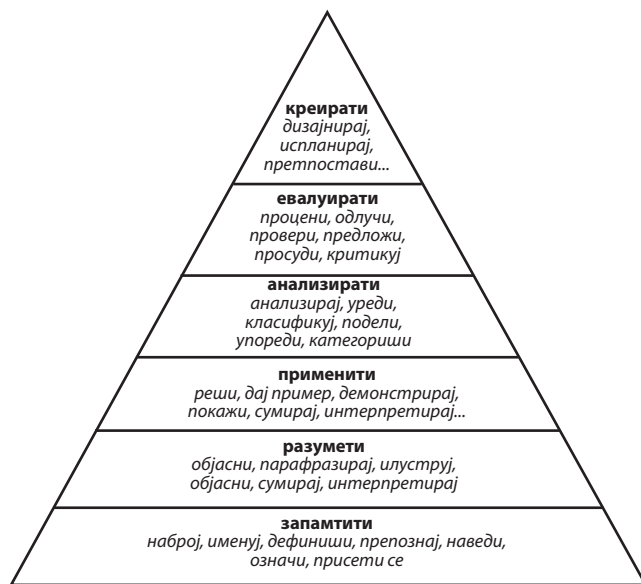 креирати
дизајнирај,
испланирај,
претпостави...
евалуирати
процени, одлучи,
провери, предложи,
просуди, критикуј
анализирати
анализирај, уреди,
класификуј, подели,
упореди, категориши
применити
реши, дај пример, демонстрирај,
покажи, сумирај, интерпретирај...
разумети
објасни, парафразирај, илуструј,
објасни, сумирај, интерпретирај
запамтити
наброј, именуј, дефиниши, препознај, наведи,
означи, присети се